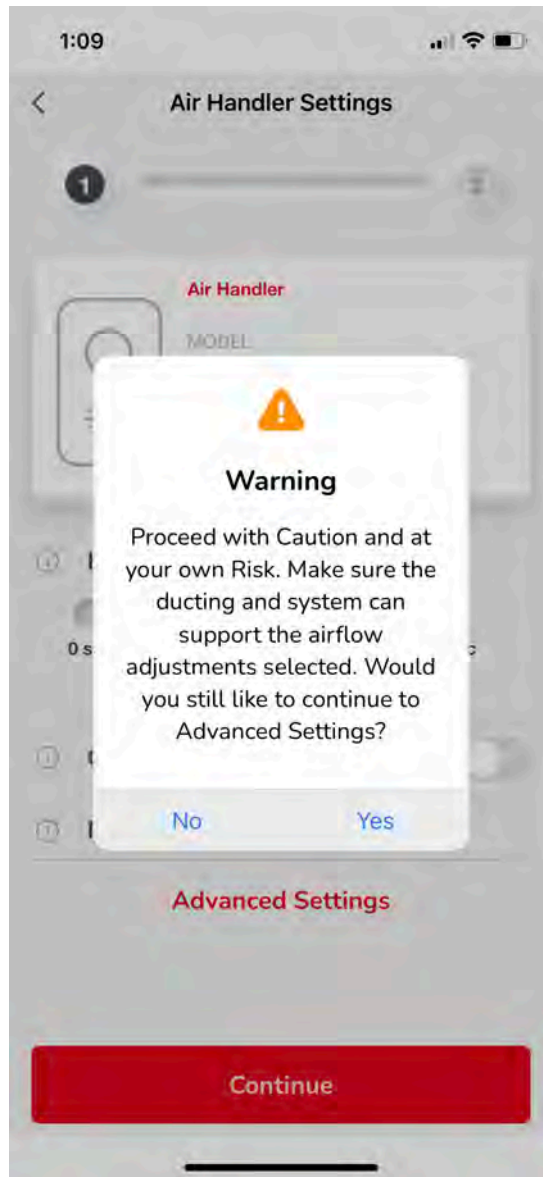 1:09
Air Handler Settings
1
Air Handler
MODEL
Warning
Proceed with Caution and at
your own Risk. Make sure the
ducting and system can
support the airflow
adjustments selected. Would
you still like to continue to
Advanced Settings?
0 s
No Yes
Advanced Settings
Continue